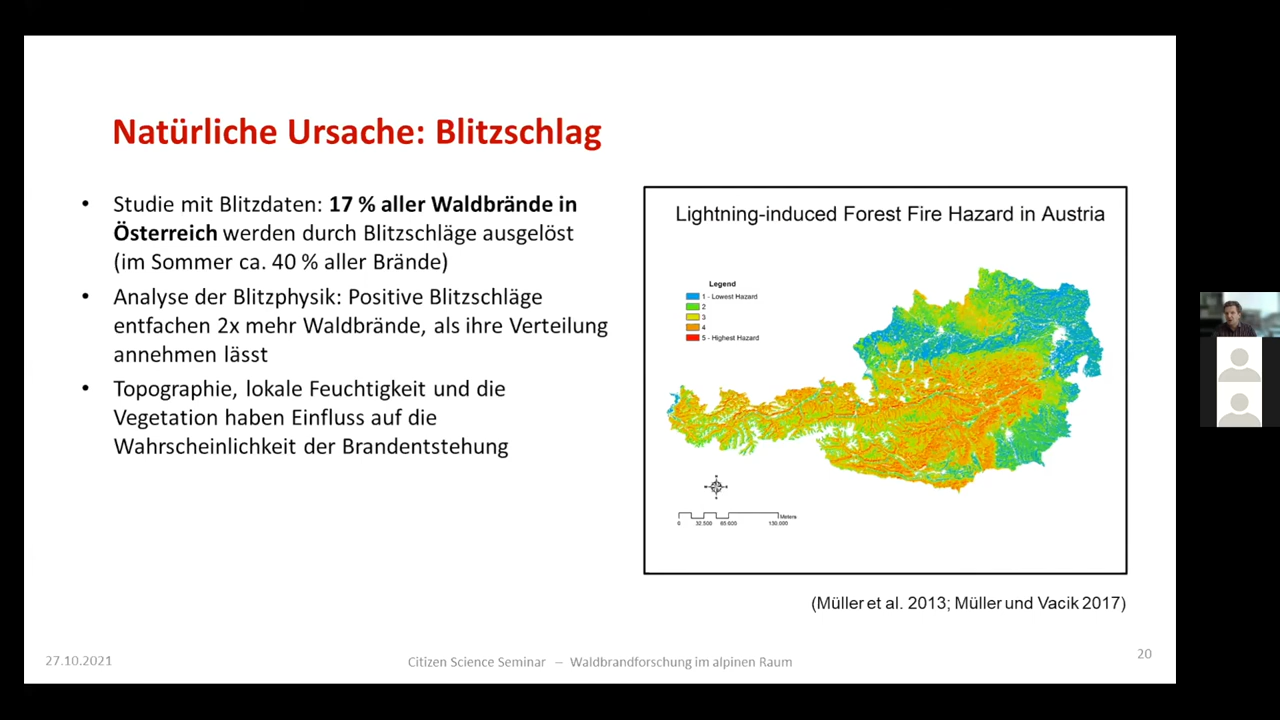 Natürliche Ursache: Blitzschlag
• Studie mit Blitzdaten: 17 % aller Waldbrände in
Österreich werden durch Blitzschläge ausgelöst
(im Sommer ca. 40 % aller Brände)
• Analyse der Blitzphysik: Positive Blitzschläge
entfachen 2x mehr Waldbrände, als ihre Verteilung
annehmen lässt
• Topographie, lokale Feuchtigkeit und die
Vegetation haben Einfluss auf die
Wahrscheinlichkeit der Brandentstehung
Lightning-induced Forest Fire Hazard in Austria
Legend
1 - Lowest Hazard
2
3
4
5 - Highest Hazard
Meters
0 32.500 65.000 130.000
(Müller et al. 2013; Müller und Vacik 2017)
27.10.2021
Citizen Science Seminar – Waldbrandforschung im alpinen Raum
20